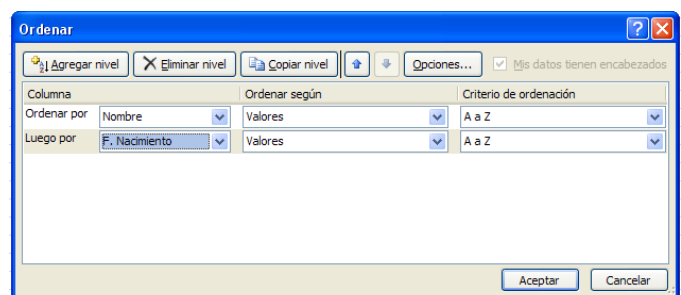 Ordenar
Agregar nivel Eliminar nivel Copiar nivel Opciones... Mis datos tienen encabezados
Columna Ordenar según Criterio de ordenación
Ordenar por Nombre Valores A a Z
Luego por F. Nacimiento Valores A a Z
Aceptar Cancelar